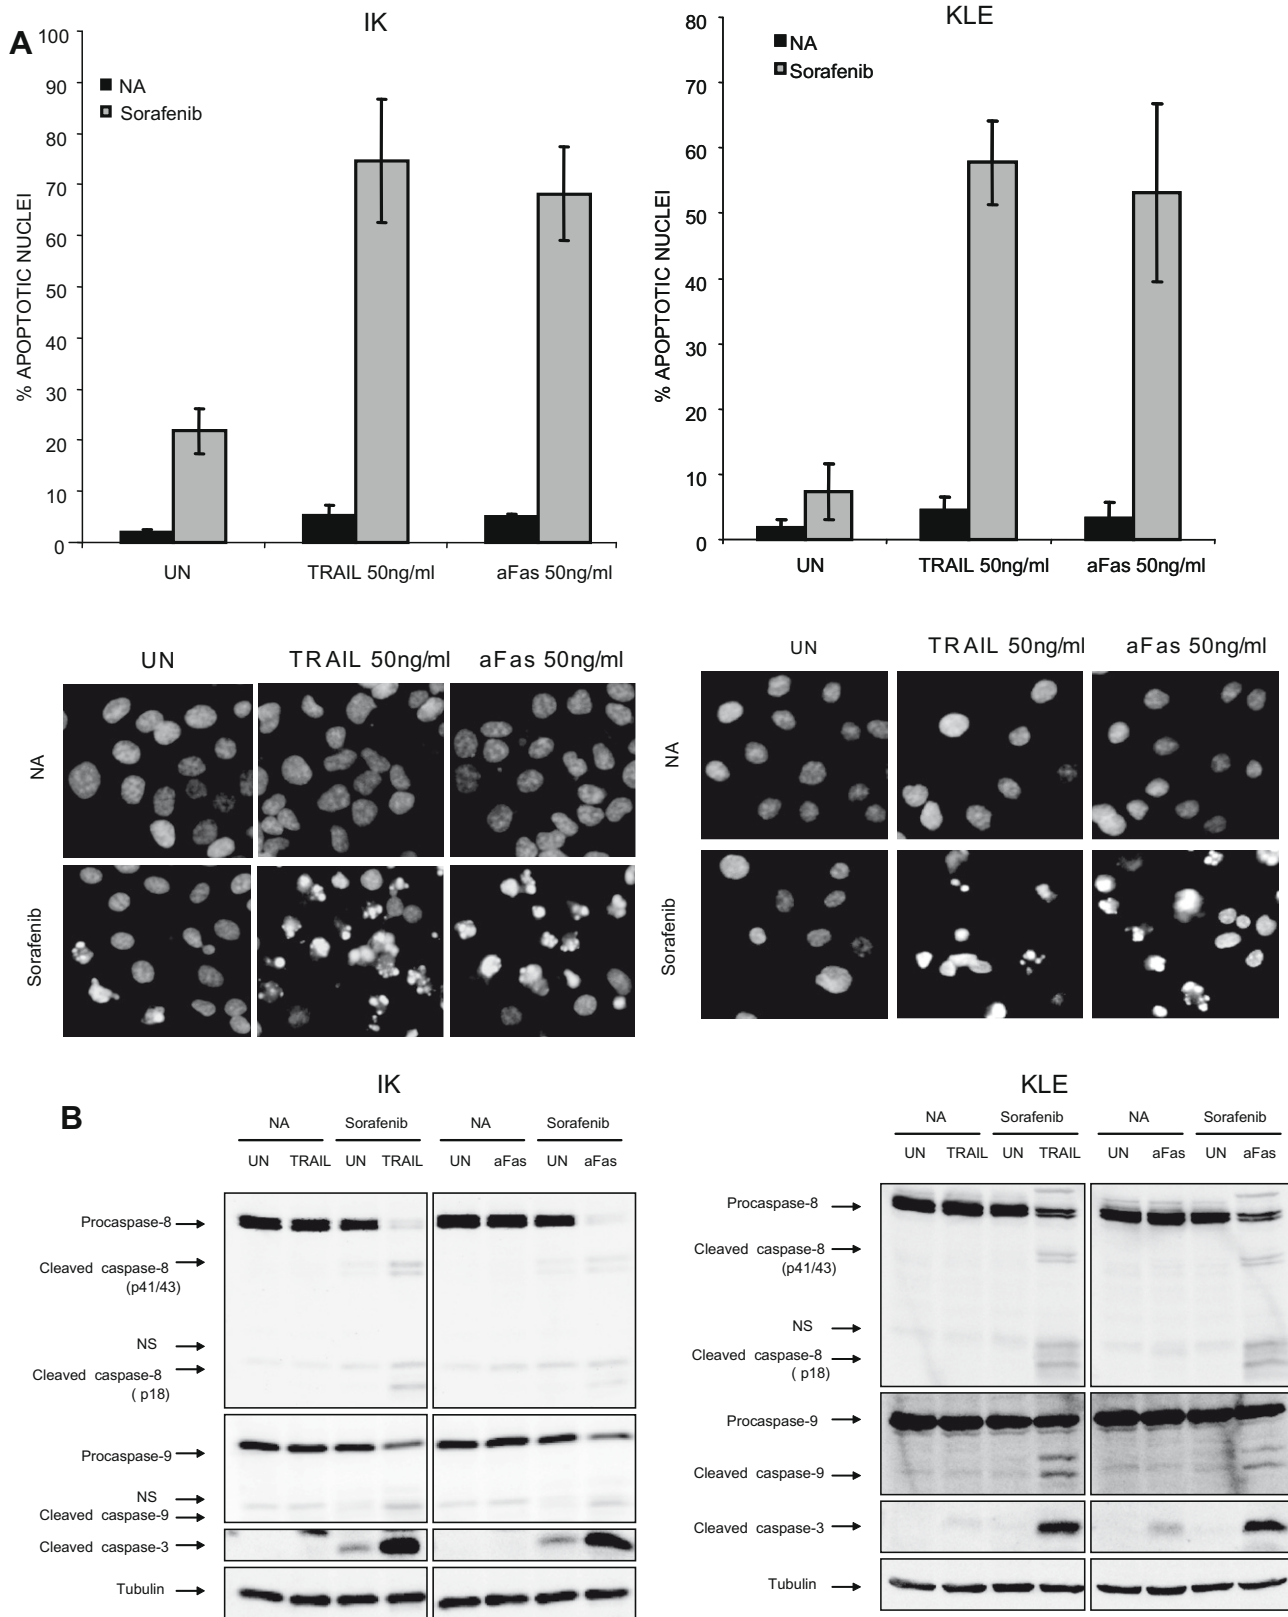 A
IK
NA
Sorafenib
% APOPTOTIC NUCLEI
100
90
80
70
60
50
40
30
20
10
0
UN
TRAIL 50ng/ml
aFas 50ng/ml
KLE
NA
Sorafenib
% APOPTOTIC NUCLEI
80
70
60
50
40
30
20
10
0
UN
TRAIL 50ng/ml
aFas 50ng/ml
UN
TRAIL 50ng/ml
aFas 50ng/ml
NA
Sorafenib
UN
TRAIL 50ng/ml
aFas 50ng/ml
NA
Sorafenib
B
IK
NA
Sorafenib
NA
Sorafenib
UN
TRAIL
UN
TRAIL
UN
aFas
UN
aFas
Procaspase-8
Cleaved caspase-8
(p41/43)
NS
Cleaved caspase-8
( p18)
Procaspase-9
NS
Cleaved caspase-9
Cleaved caspase-3
Tubulin
KLE
NA
Sorafenib
NA
Sorafenib
UN
TRAIL
UN
TRAIL
UN
aFas
UN
aFas
Procaspase-8
Cleaved caspase-8
(p41/43)
NS
Cleaved caspase-8
( p18)
Procaspase-9
Cleaved caspase-9
Cleaved caspase-3
Tubulin